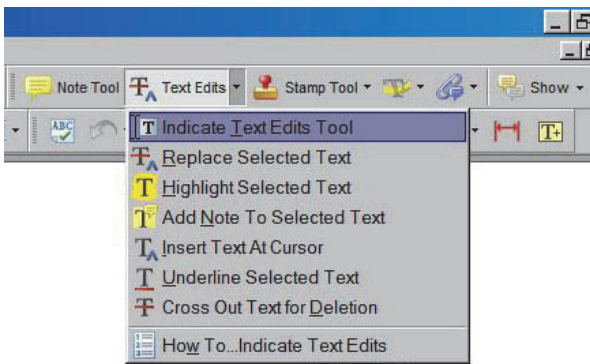 Note Tool Text Edits Stamp Tool Show
ABC T+
T Indicate Text Edits Tool
T Replace Selected Text
T Highlight Selected Text
T Add Note To Selected Text
T Insert Text At Cursor
T Underline Selected Text
T Cross Out Text for Deletion
How To...Indicate Text Edits